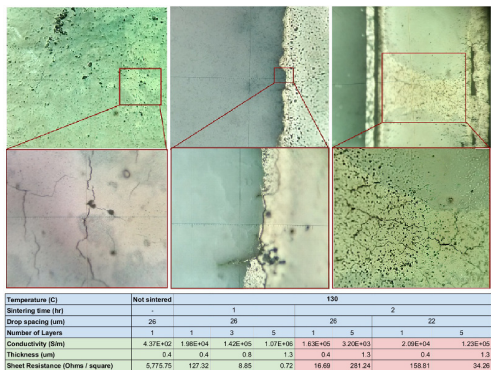 Temperature (C) Not sintered 130
Sintering time (hr) - 1 2
Drop spacing (um) 26 26 26 22
Number of Layers 1 1 3 5 1 5 1 5
Conductivity (S/m) 4.37E+02 1.98E+04 1.42E+05 1.07E+06 1.63E+05 3.20E+03 2.09E+04 1.23E+05
Thickness (um) 0.4 0.4 0.8 1.3 0.4 1.3 0.4 1.3
Sheet Resistance (Ohms / square) 5,775.75 127.32 8.85 0.72 16.69 281.24 158.81 34.26